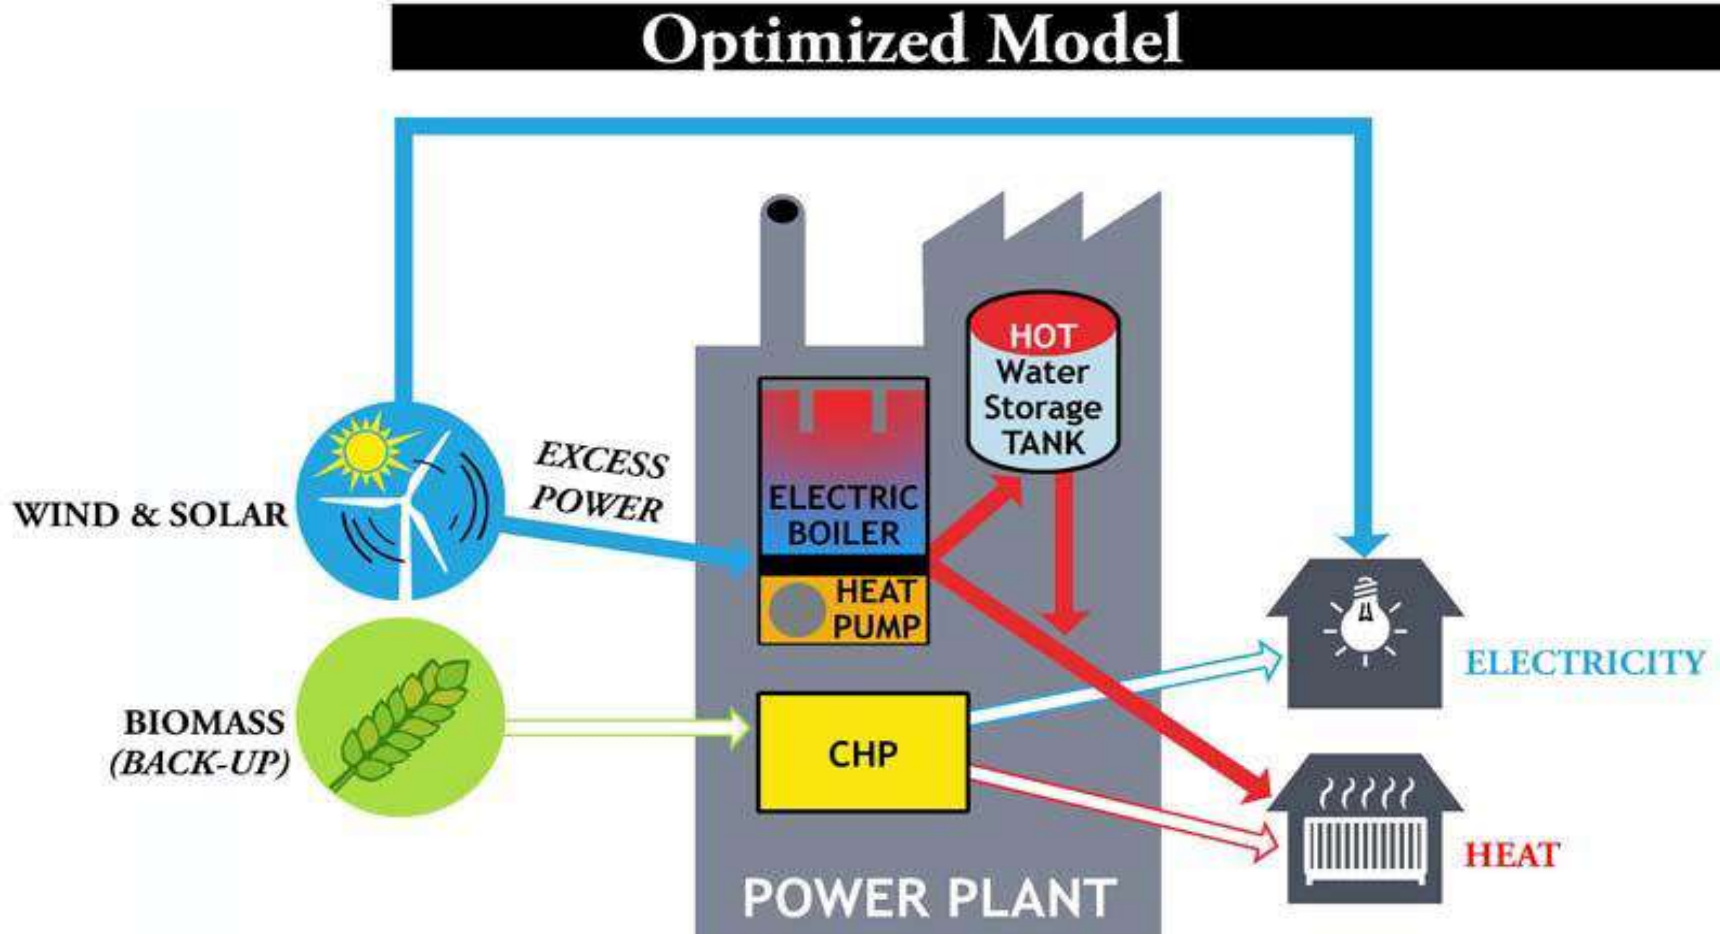 Optimized Model
HOT
Water
Storage
TANK
EXCESS
POWER
WIND & SOLAR
ELECTRIC
BOILER
HEAT
PUMP
ELECTRICITY
BIOMASS
(BACK-UP)
CHP
HEAT
POWER PLANT